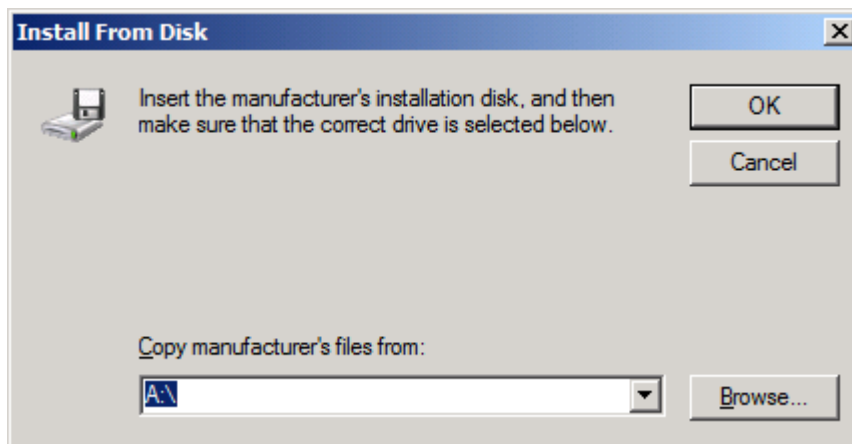 Install From Disk
Insert the manufacturer's installation disk, and then
make sure that the correct drive is selected below.
OK
Cancel
Copy manufacturer's files from:
A:\
Browse...